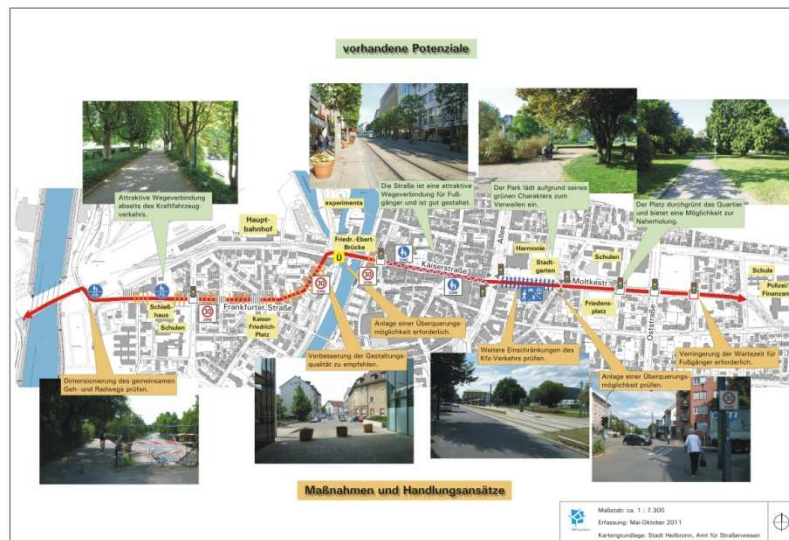 vorhandene Potenziale
Attraktive Wegeverbindung
abseits des Kraftfahrzeug-
verkehrs.
Haupt-
bahnhof
experimenta
Friedr.-Ebert-
Brücke
Ü
Die Straße ist eine attraktive
Wegeverbindung für Fuß-
gänger und ist gut gestaltet.
Der Park lädt aufgrund seines
grünen Charakters zum
Verweilen ein.
Der Platz durchgrünt das Quartier
und bietet eine Möglichkeit zur
Naherholung.
Kaiserstraße
Allee
Harmonie
Stadt-
garten
Moltkestr.
Schulen
Friedens-
platz
Oststraße
Schule
Polizei/
Finanzamt
Schieß-
haus
Schulen
30
Frankfurter Straße
Kaiser-
Friedrich-
Platz
30
30
Dimensionierung des gemeinsamen
Geh- und Radwegs prüfen.
Verbesserung der Gestaltungs-
qualität zu empfehlen.
Anlage einer Überquerungs-
möglichkeit erforderlich.
Weitere Einschränkungen des
Kfz-Verkehrs prüfen.
Anlage einer Überquerungs-
möglichkeit prüfen.
Verringerung der Wartezeit für
Fußgänger erforderlich.
30
Maßnahmen und Handlungsansätze
Maßstab: ca. 1 : 7.300
Erfassung: Mai-Oktober 2011
Kartengrundlage: Stadt Heilbronn, Amt für Straßenwesen